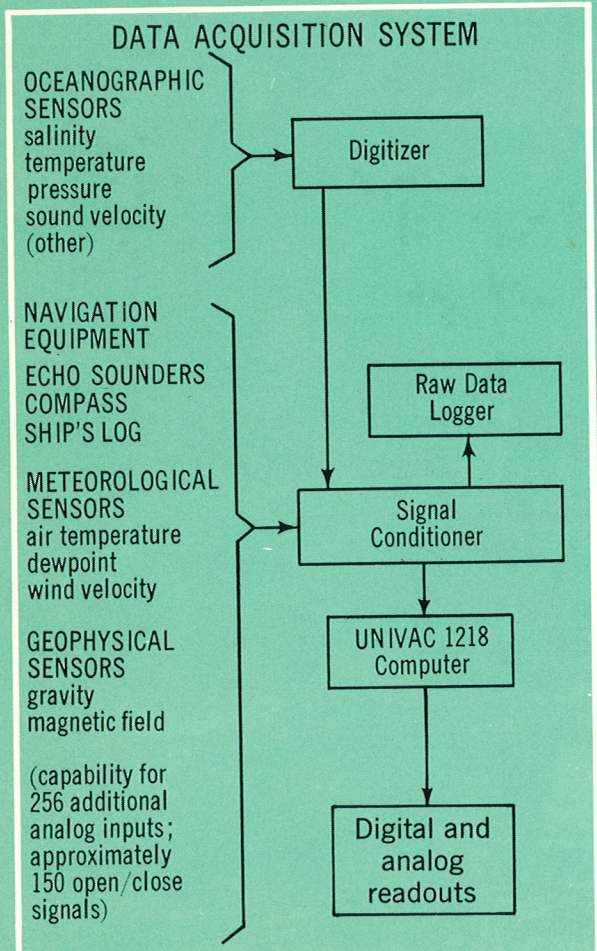 DATA ACQUISITION SYSTEM
OCEANOGRAPHIC
SENSORS
salinity
temperature
pressure
sound velocity
(other)
Digitizer
NAVIGATION
EQUIPMENT
ECHO SOUNDERS
COMPASS
SHIP'S LOG
METEOROLOGICAL
SENSORS
air temperature
dewpoint
wind velocity
GEOPHYSICAL
SENSORS
gravity
magnetic field
(capability for
256 additional
analog inputs;
approximately
150 open/close
signals)
Raw Data
Logger
Signal
Conditioner
UNIVAC 1218
Computer
Digital and
analog
readouts